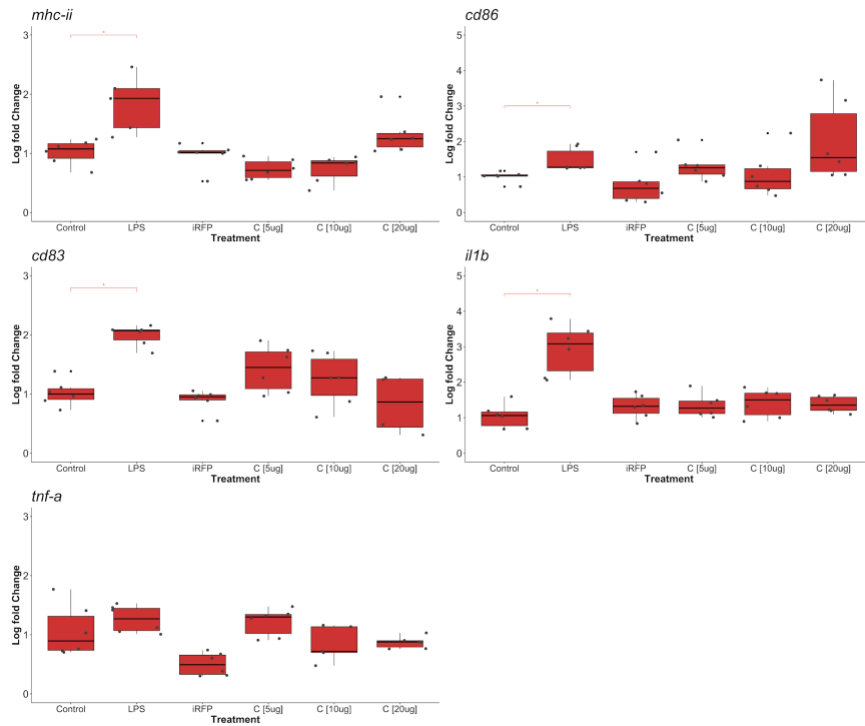 mhc-ii
Log fold Change
3
2
1
0
*
Control LPS iRFP C [5ug] C [10ug] C [20ug]
Treatment
cd86
Log fold Change
5
4
3
2
1
0
*
Control LPS iRFP C [5ug] C [10ug] C [20ug]
Treatment
cd83
Log fold Change
3
2
1
0
*
Control LPS iRFP C [5ug] C [10ug] C [20ug]
Treatment
il1b
Log fold Change
5
4
3
2
1
0
*
Control LPS iRFP C [5ug] C [10ug] C [20ug]
Treatment
tnf-a
Log fold Change
3
2
1
0
Control LPS iRFP C [5ug] C [10ug] C [20ug]
Treatment